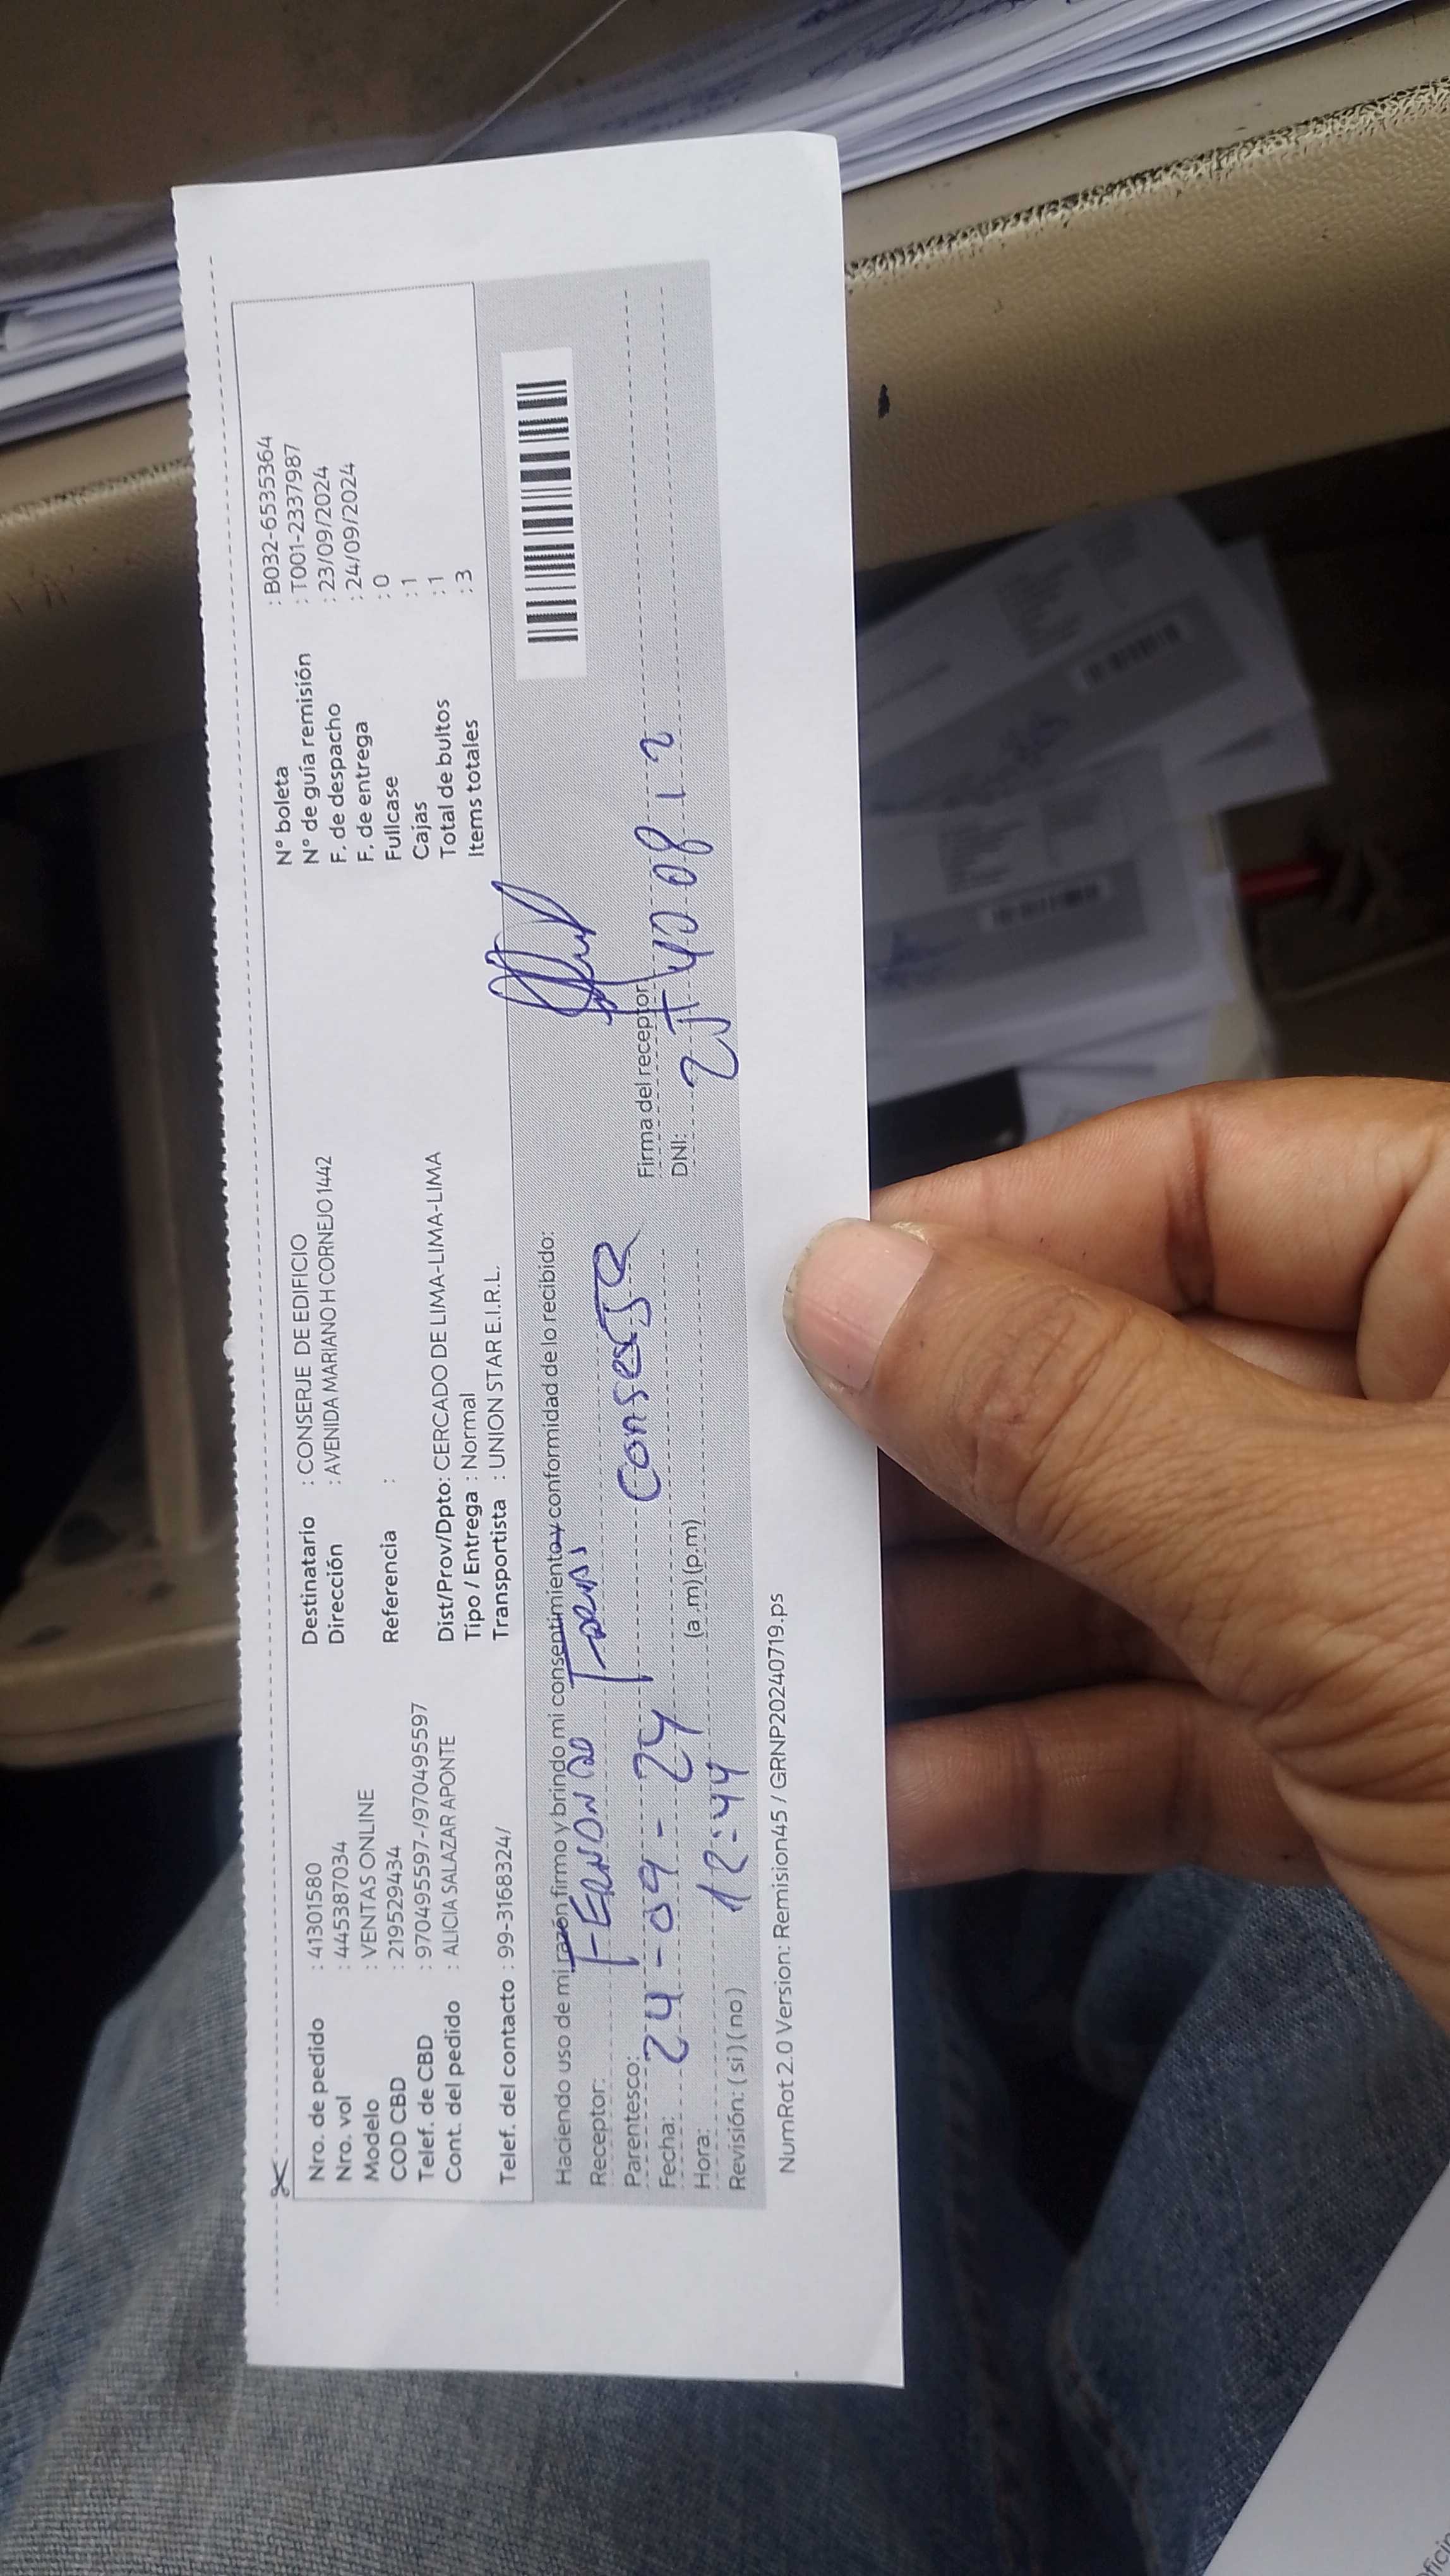 Nro. de pedido : 41301580
Nro. vol : 445387034
Modelo : VENTAS ONLINE
COD CBD : 219529434
Telef. de CBD : 970495597-/970495597
Cont. del pedido : ALICIA SALAZAR APONTE
Telef. del contacto : 99-31683324/
Destinatario : CONSERJE DE EDIFICIO
Dirección : AVENIDA MARIANO H CORNEJO 1442
Referencia :
Dist/Prov/Dpto: CERCADO DE LIMA-LIMA-LIMA
Tipo / Entrega : Normal
Transportista : UNION STAR E.I.R.L.
N° boleta : B032-6535364
N° de guía remisión : T001-2337987
F. de despacho : 23/09/2024
F. de entrega : 24/09/2024
Fullcase : 0
Cajas : 1
Total de bultos : 1
Items totales : 3
Haciendo uso de mi razón firmo y brindo mi consentimiento y conformidad de lo recibido:
Receptor:
Parentesco: Conserje
Fecha: 24-09-24
Hora: 12:44 (a.m) (p.m)
Revisión: (si) (no)
Firma del receptor
DNI:
NumRot 2.0 Version: Remision45 / GRNP20240719.ps